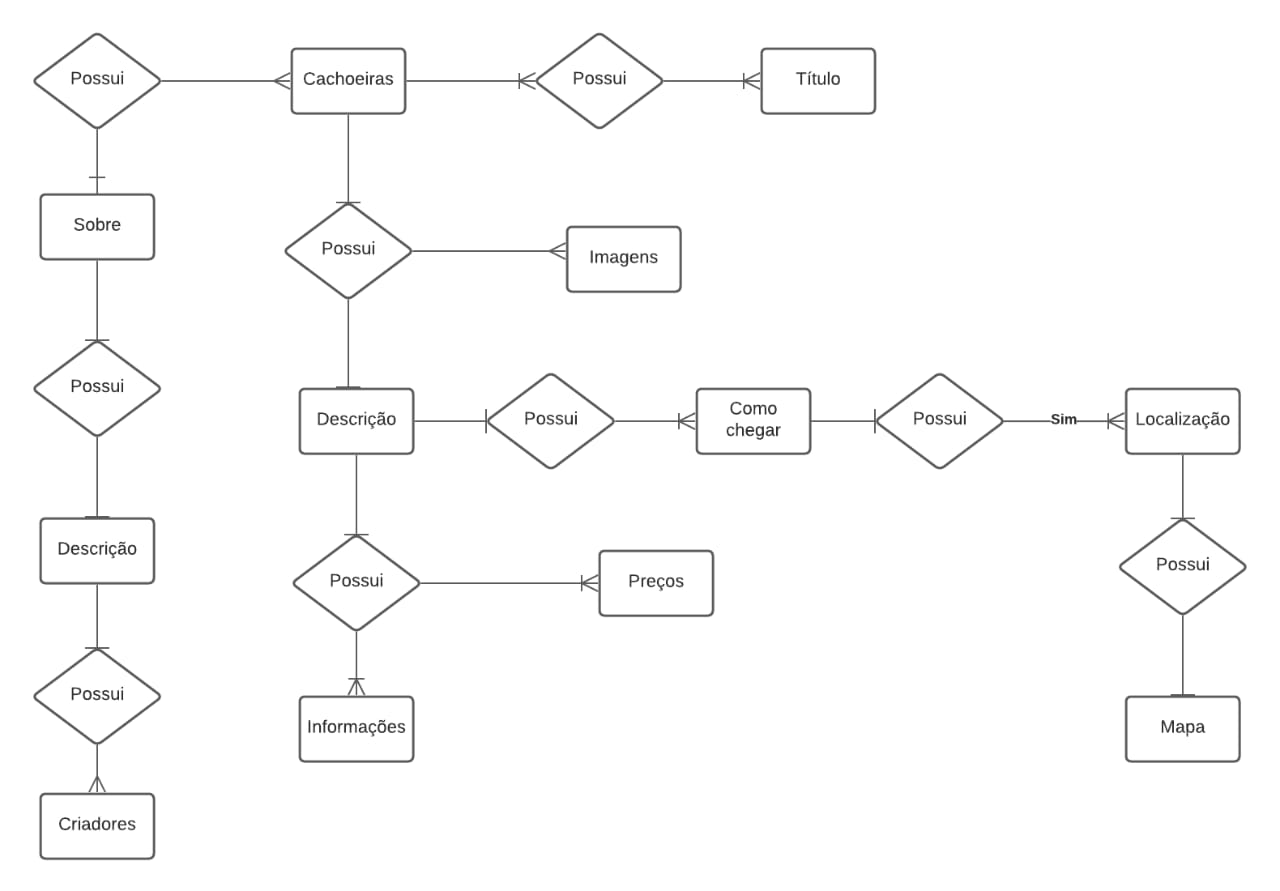 Possui
Cachoeiras
Possui
Título
Sobre
Possui
Imagens
Possui
Descrição
Possui
Como
chegar
Possui
Sim
Localização
Descrição
Possui
Preços
Possui
Possui
Informações
Mapa
Criadores